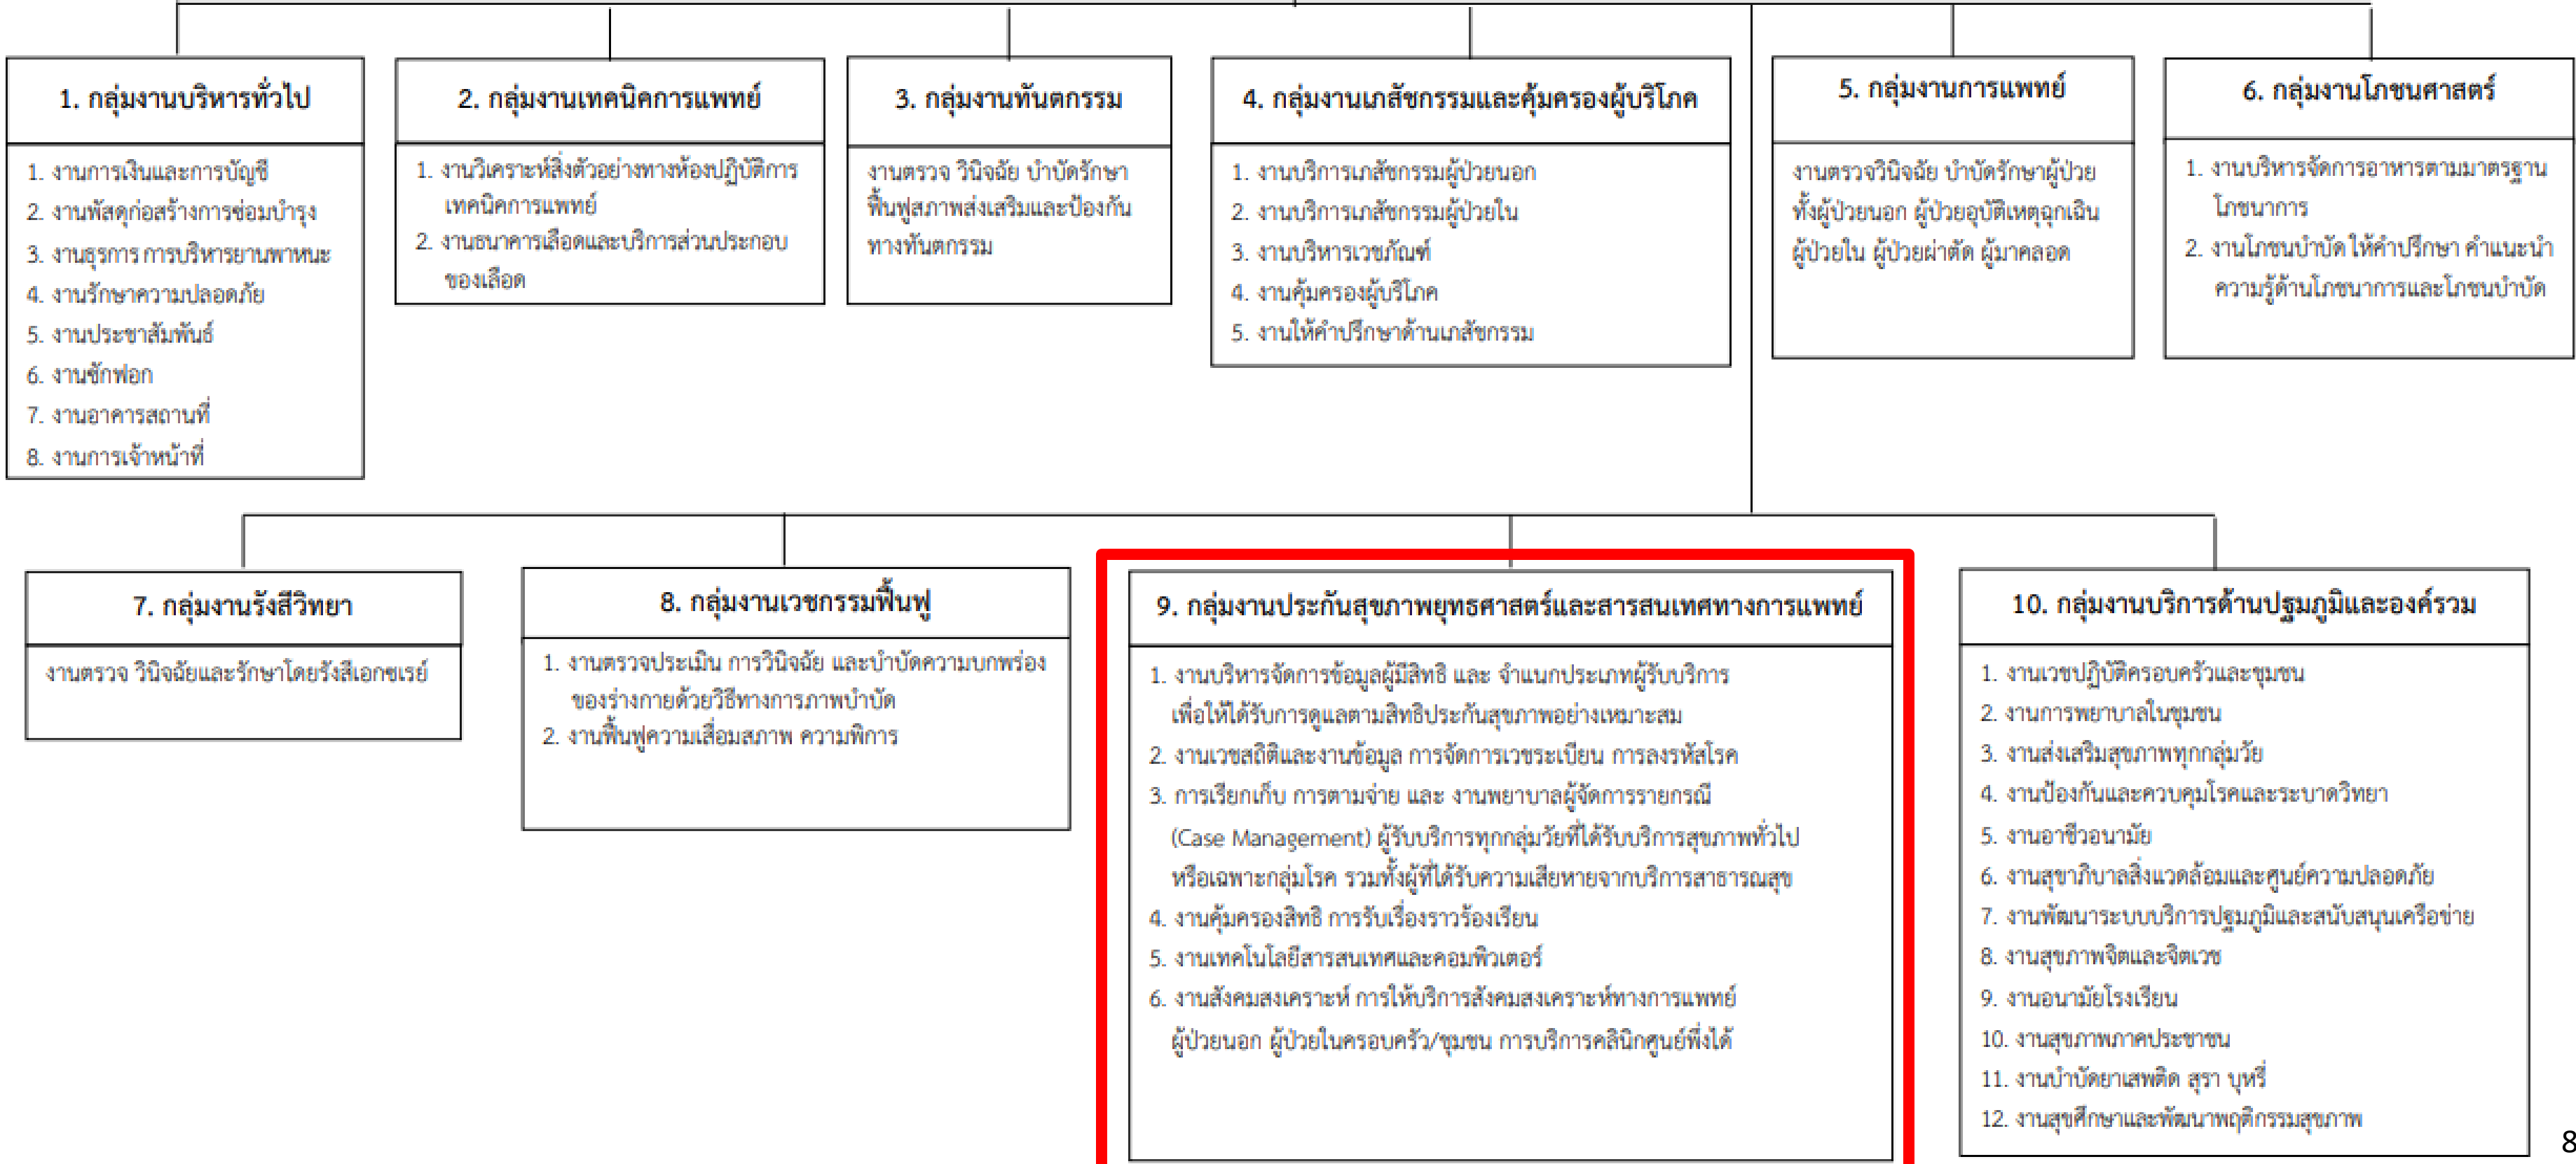 1. กลุ่มงานบริหารทั่วไป
1. งานการเงินและการบัญชี
2. งานพัสดุก่อสร้างการซ่อมบำรุง
3. งานธุรการ การบริหารยานพาหนะ
4. งานรักษาความปลอดภัย
5. งานประชาสัมพันธ์
6. งานซักฟอก
7. งานอาคารสถานที่
8. งานการเจ้าหน้าที่
2. กลุ่มงานเทคนิคการแพทย์
1. งานวิเคราะห์สิ่งตัวอย่างทางห้องปฏิบัติการ
เทคนิคการแพทย์
2. งานธนาคารเลือดและบริการส่วนประกอบ
ของเลือด
3. กลุ่มงานทันตกรรม
งานตรวจ วินิจฉัย บำบัดรักษา
ฟื้นฟูสภาพส่งเสริมและป้องกัน
ทางทันตกรรม
4. กลุ่มงานเภสัชกรรมและคุ้มครองผู้บริโภค
1. งานบริการเภสัชกรรมผู้ป่วยนอก
2. งานบริการเภสัชกรรมผู้ป่วยใน
3. งานบริหารเวชภัณฑ์
4. งานคุ้มครองผู้บริโภค
5. งานให้คำปรึกษาด้านเภสัชกรรม
5. กลุ่มงานการแพทย์
งานตรวจวินิจฉัย บำบัดรักษาผู้ป่วย
ทั้งผู้ป่วยนอก ผู้ป่วยอุบัติเหตุฉุกเฉิน
ผู้ป่วยใน ผู้ป่วยผ่าตัด ผู้มาคลอด
6. กลุ่มงานโภชนศาสตร์
1. งานบริหารจัดการอาหารตามมาตรฐาน
โภชนาการ
2. งานโภชนบำบัด ให้คำปรึกษา คำแนะนำ
ความรู้ด้านโภชนาการและโภชนบำบัด
7. กลุ่มงานรังสีวิทยา
งานตรวจ วินิจฉัยและรักษาโดยรังสีเอกซเรย์
8. กลุ่มงานเวชกรรมฟื้นฟู
1. งานตรวจประเมิน การวินิจฉัย และบำบัดความบกพร่อง
ของร่างกายด้วยวิธีทางการภาพบำบัด
2. งานฟื้นฟูความเสื่อมสภาพ ความพิการ
9. กลุ่มงานประกันสุขภาพยุทธศาสตร์และสารสนเทศทางการแพทย์
1. งานบริหารจัดการข้อมูลผู้มีสิทธิ และ จำแนกประเภทผู้รับบริการ
เพื่อให้ได้รับการดูแลตามสิทธิประกันสุขภาพอย่างเหมาะสม
2. งานเวชสถิติและงานข้อมูล การจัดการเวชระเบียน การลงรหัสโรค
3. การเรียกเก็บ การตามจ่าย และ งานพยาบาลผู้จัดการรายกรณี
(Case Management) ผู้รับบริการทุกกลุ่มวัยที่ได้รับบริการสุขภาพทั่วไป
หรือเฉพาะกลุ่มโรค รวมทั้งผู้ที่ได้รับความเสียหายจากบริการสาธารณสุข
4. งานคุ้มครองสิทธิ การรับเรื่องราวร้องเรียน
5. งานเทคโนโลยีสารสนเทศและคอมพิวเตอร์
6. งานสังคมสงเคราะห์ การให้บริการสังคมสงเคราะห์ทางการแพทย์
ผู้ป่วยนอก ผู้ป่วยในครอบครัว/ชุมชน การบริการคลินิกศูนย์พึ่งได้
10. กลุ่มงานบริการด้านปฐมภูมิและองค์รวม
1. งานเวชปฏิบัติครอบครัวและชุมชน
2. งานการพยาบาลในชุมชน
3. งานส่งเสริมสุขภาพทุกกลุ่มวัย
4. งานป้องกันและควบคุมโรคและระบาดวิทยา
5. งานอาชีวอนามัย
6. งานสุขาภิบาลสิ่งแวดล้อมและศูนย์ความปลอดภัย
7. งานพัฒนาระบบบริการปฐมภูมิและสนับสนุนเครือข่าย
8. งานสุขภาพจิตและจิตเวช
9. งานอนามัยโรงเรียน
10. งานสุขภาพภาคประชาชน
11. งานบำบัดยาเสพติด สุรา บุหรี่
12. งานสุขศึกษาและพัฒนาพฤติกรรมสุขภาพ
8